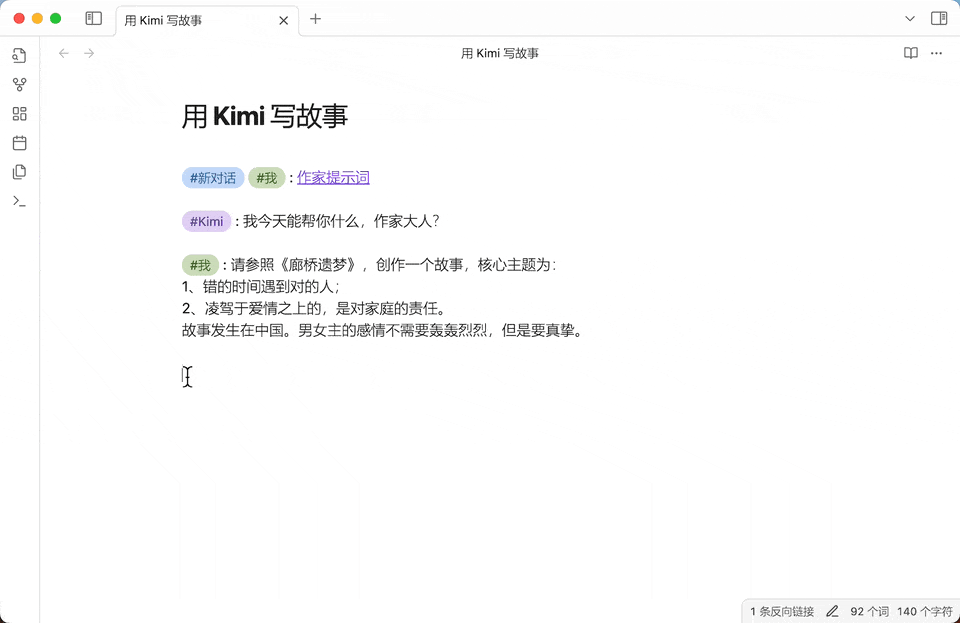 用 Kimi 写故事
用 Kimi 写故事
用 Kimi 写故事
#新对话 #我 : 作家提示词
#Kimi : 我今天能帮你什么，作家大人？
#我 : 请参照《廊桥遗梦》，创作一个故事，核心主题为：
1、错的时间遇到对的人；
2、凌驾于爱情之上的，是对家庭的责任。
故事发生在中国。男女主的感情不需要轰轰烈烈，但是要真挚。
1 条反向链接 92 个词 140 个字符